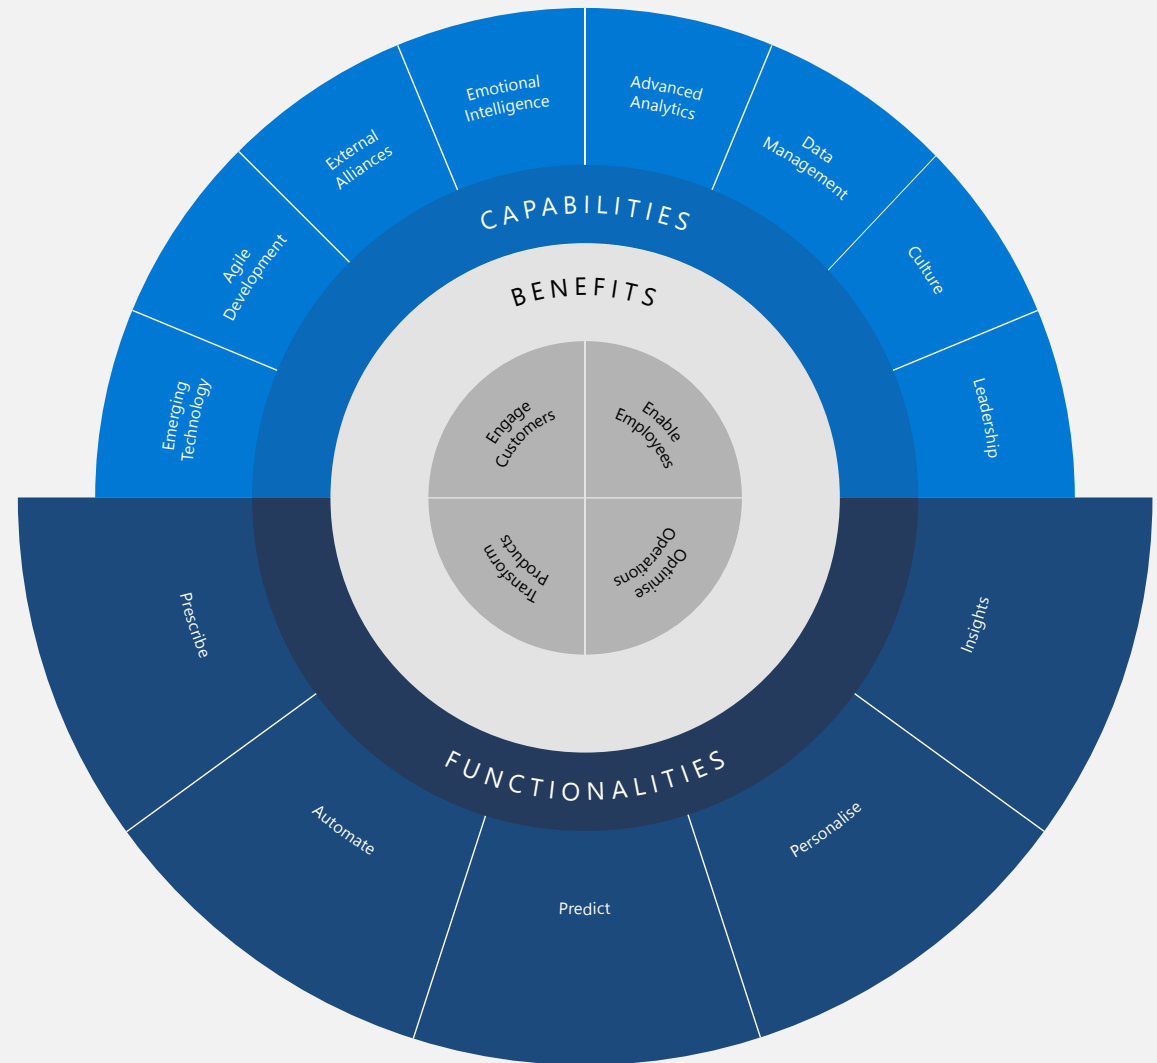 Emotional
Intelligence
Advanced
Analytics
External
Alliances
Data
Management
Agile
Development
Culture
Emerging
Technology
Leadership
CAPABILITIES
BENEFITS
Engage
Customers
Enable
Employees
Transform
Products
Optimise
Operations
FUNCTIONALITIES
Prescribe
Insights
Automate
Personalise
Predict